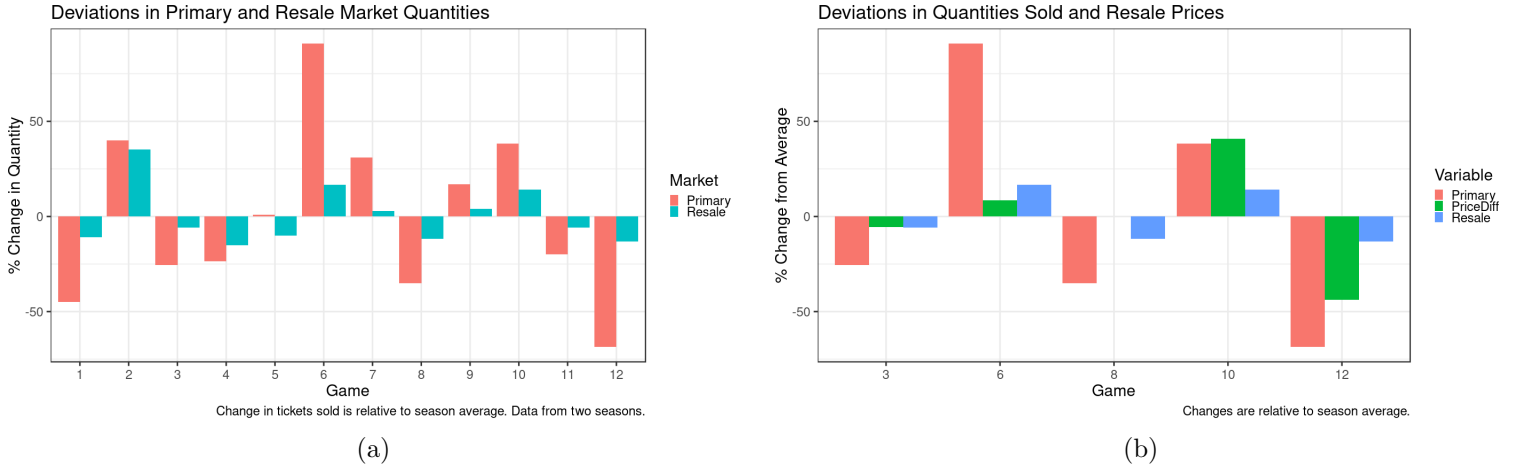 Deviations in Primary and Resale Market Quantities
% Change in Quantity
50
0
-50
1 2 3 4 5 6 7 8 9 10 11 12
Game
Market
Primary
Resale
Change in tickets sold is relative to season average. Data from two seasons.
(a)
Deviations in Quantities Sold and Resale Prices
% Change from Average
50
0
-50
3 6 8 10 12
Game
Variable
Primary
PriceDiff
Resale
Changes are relative to season average.
(b)